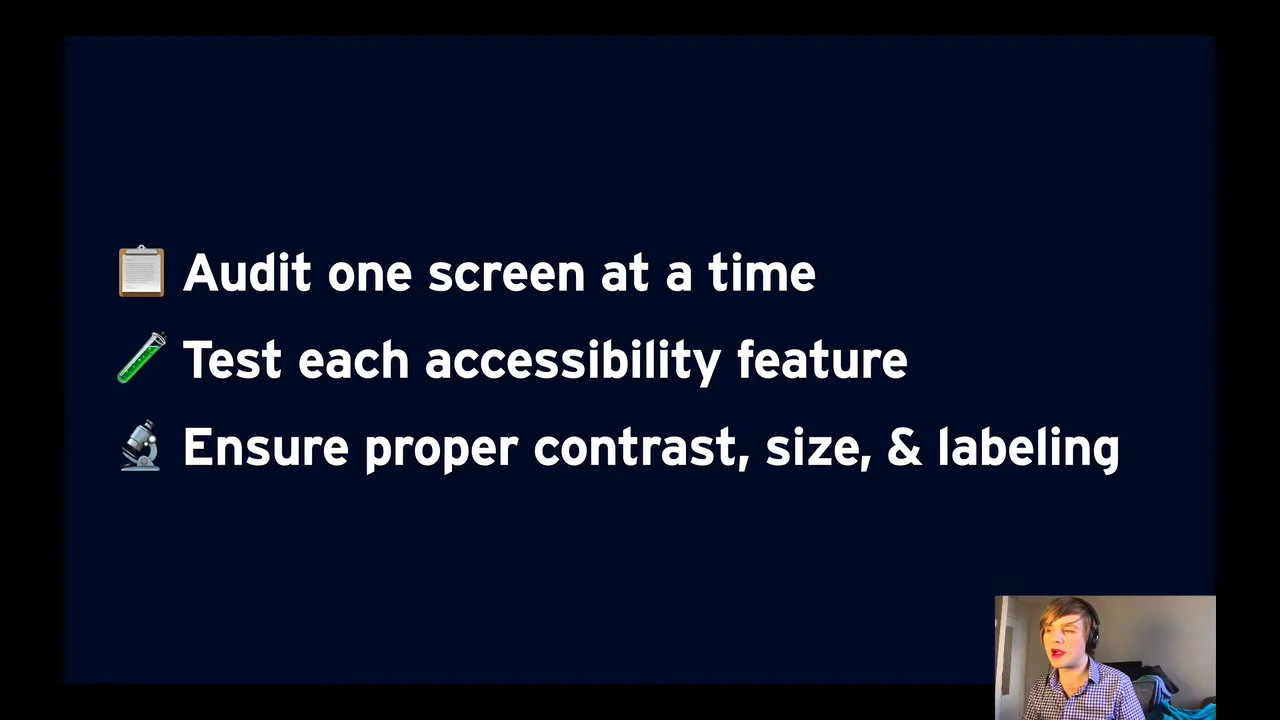 Audit one screen at a time
Test each accessibility feature
Ensure proper contrast, size, & labeling